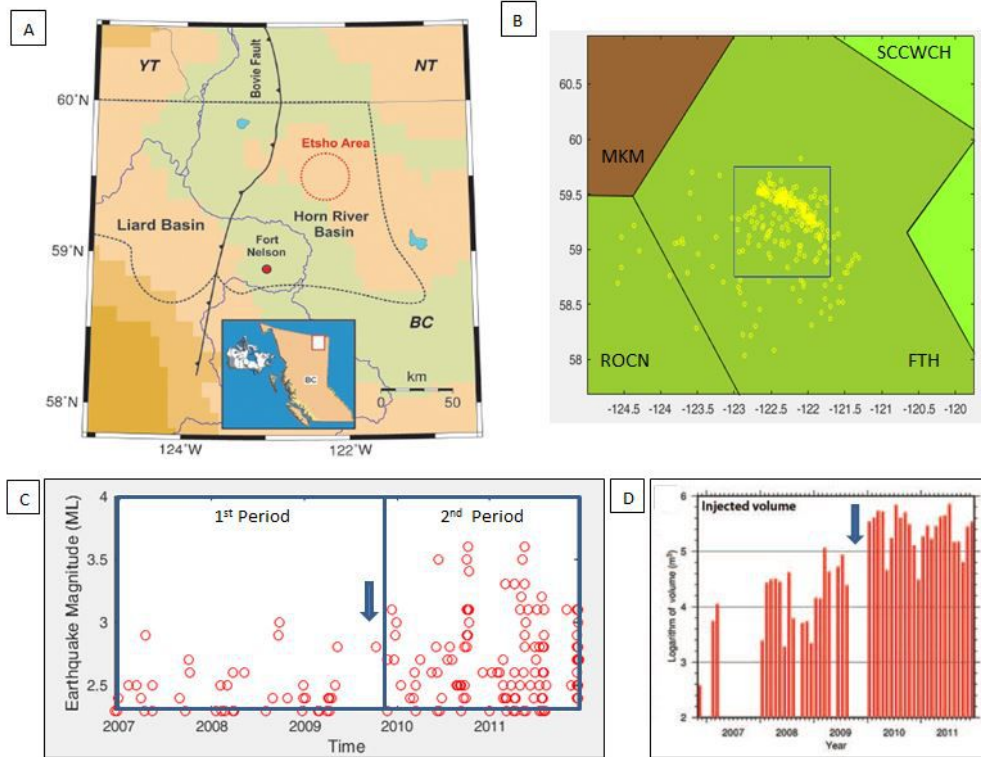 A
YT
NT
Bovie Fault
60°N
Etsho Area
Liard Basin
Horn River
Basin
59°N
Fort
Nelson
BC
km
BC
0 50
58°N
124°W 122°W
B
SCCWCH
60.5
60
MKM
59.5
59
58.5
58
ROCN
FTH
-124.5 -124 -123.5 -123 -122.5 -122 -121.5 -121 -120.5 -120
C
4
1st Period
2nd Period
3.5
3
2.5
Earthquake Magnitude (ML)
2007 2008 2009 2010 2011
Time
D
Injected volume
6
5
4
3
2
Logarithm of volume (m³)
2007 2008 2009 2010 2011
Year